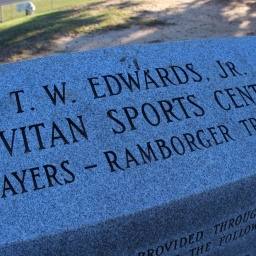 T. W. EDWARDS, JR.
VITAN SPORTS CENT
AYERS – RAMBORGER TR
PROVIDED THROUG
THE FOLLOW